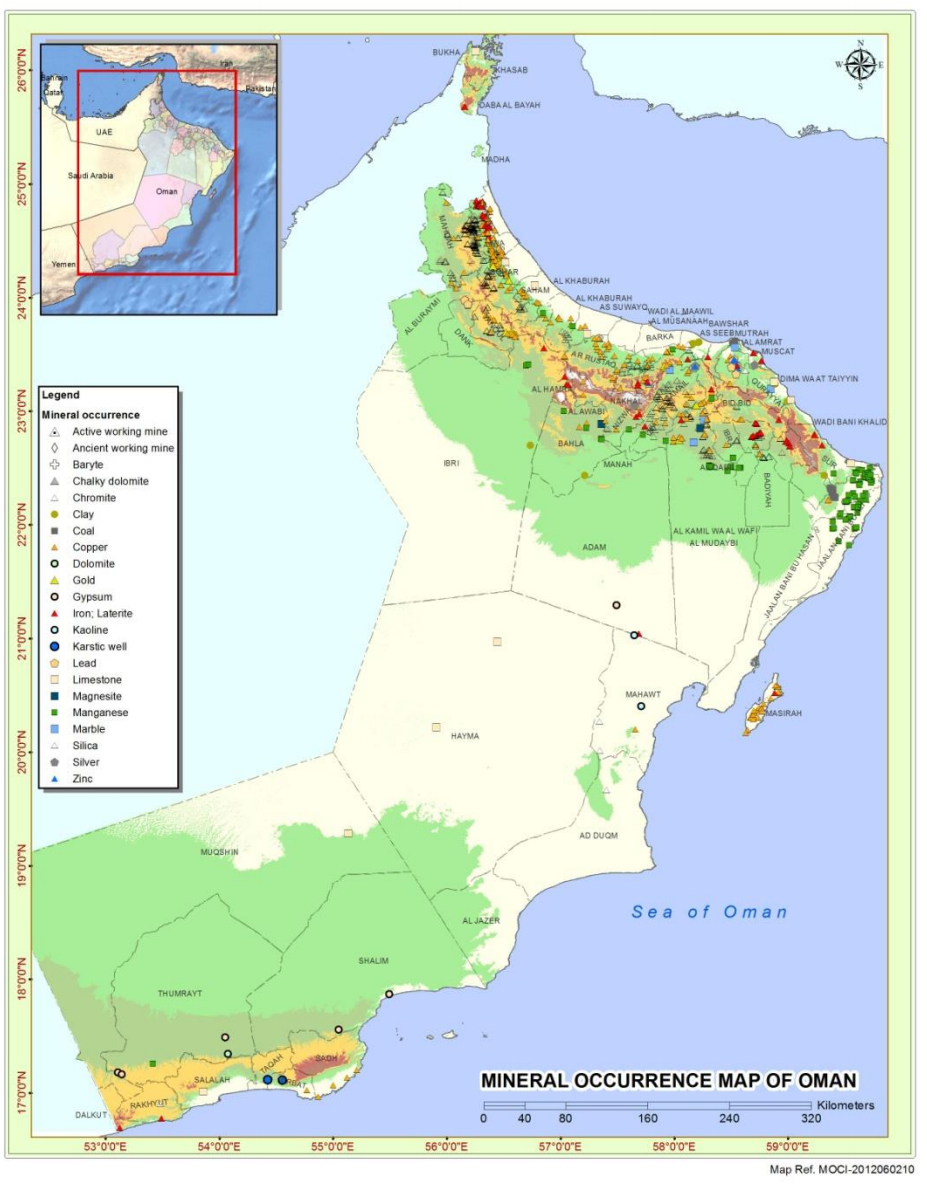 Bahrain
Qatar
Iran
Pakistan
UAE
Saudi Arabia
Oman
Yemen
N
W E
S
26°0'0"N
25°0'0"N
24°0'0"N
23°0'0"N
22°0'0"N
21°0'0"N
20°0'0"N
19°0'0"N
18°0'0"N
17°0'0"N
BUKHA
KHASAB
DABA AL BAYAH
MADHA
MAHDAH
SAHAM
AL KHABURAH
AL KHABURAH
AS SUWAYQ
WADI AL MAAWIL
AL MUSANAAH
BAWSHAR
AS SEEB
MUTRAH
AL AMRAT
MUSCAT
BARKA
AL BURAYMI
DANK
AR RUSTAQ
QURAYYAT
DIMA WA AT TAIYYIN
AL HAMRA
NAKHAL
BID BID
AL AWABI
NIZWA
WADI BANI KHALID
BAHLA
IBRI
MANAH
SUR
BADIYAH
AL KAMIL WA AL WAFI
AL MUDAYBI
ADAM
JAALAN BANI BU HASAN
MAHAWT
MASIRAH
HAYMA
AD DUQM
MUQSHIN
AL JAZER
SHALIM
THUMRAYT
TAQAH
SADH
SALALAH
RAKHYUT
DALKUT
Sea of Oman
Legend
Mineral occurrence
Active working mine
Ancient working mine
Baryte
Chalky dolomite
Chromite
Clay
Coal
Copper
Dolomite
Gold
Gypsum
Iron; Laterite
Kaoline
Karstic well
Lead
Limestone
Magnesite
Manganese
Marble
Silica
Silver
Zinc
MINERAL OCCURRENCE MAP OF OMAN
Kilometers
0 40 80 160 240 320
53°0'0"E 54°0'0"E 55°0'0"E 56°0'0"E 57°0'0"E 58°0'0"E 59°0'0"E
Map Ref. MOCI-2012060210